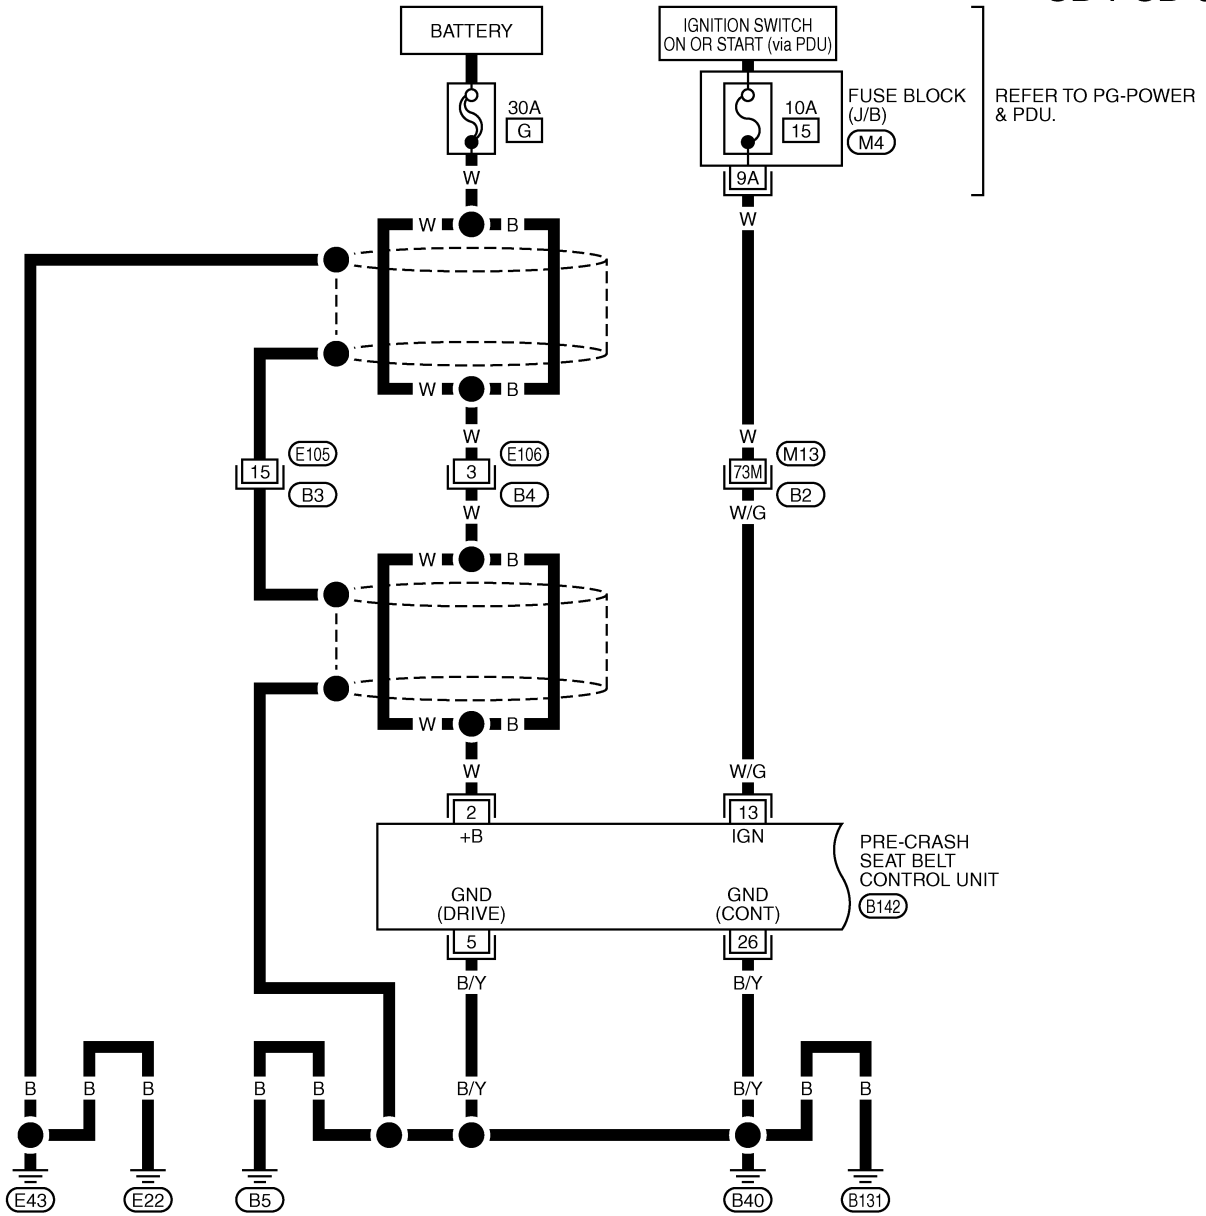 BATTERY
IGNITION SWITCH
ON OR START (via PDU)
30A
G
10A
15
FUSE BLOCK
(J/B)
M4
REFER TO PG-POWER
& PDU.
W
9A
W
W B
W B
W
W
15
E105
B3
3
E106
B4
73M
M13
B2
W
W/G
W B
W B
W
W/G
2
13
+B
IGN
PRE-CRASH
SEAT BELT
CONTROL UNIT
B142
GND
(DRIVE)
GND
(CONT)
5
26
B/Y
B/Y
B B B B B B/Y B/Y B B
E43
E22
B5
B40
B131